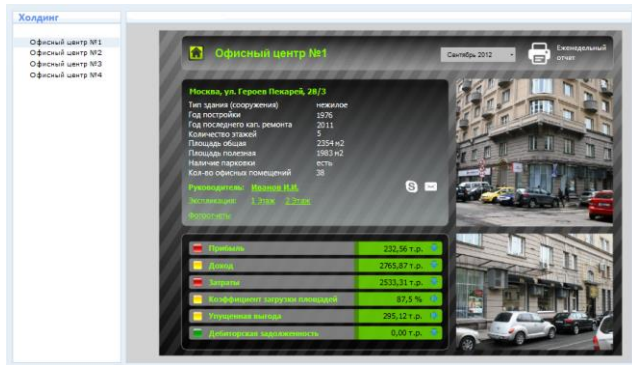 Холдинг
Офисный центр №1
Офисный центр №2
Офисный центр №3
Офисный центр №4
Офисный центр №1
Сентябрь 2012
Еженедельный
отчет
Москва, ул. Героев Пекарей, 28/3
Тип здания (сооружения) нежилое
Год постройки 1976
Год последнего кап. ремонта 2011
Количество этажей 5
Площадь общая 2354 м2
Площадь полезная 1983 м2
Наличие парковки есть
Кол-во офисных помещений 38
Руководитель: Иванов И.И.
Экспликация: 1 Этаж 2 Этаж
Фотоотчеты
Прибыль 232,56 т.р.
Доход 2765,87 т.р.
Затраты 2533,31 т.р.
Коэффициент загрузки площадей 87,5 %
Упущенная выгода 295,12 т.р.
Дебиторская задолженность 0,00 т.р.